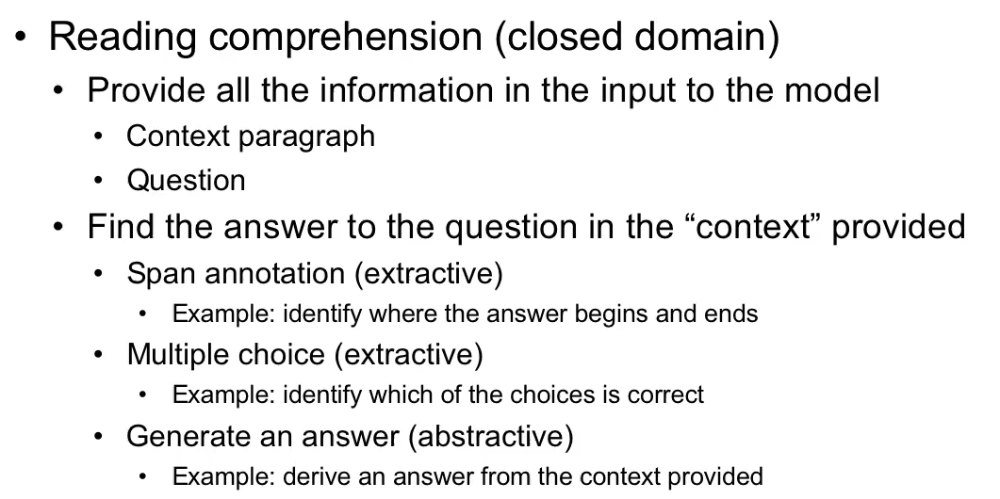 • Reading comprehension (closed domain)
• Provide all the information in the input to the model
• Context paragraph
• Question
• Find the answer to the question in the “context” provided
• Span annotation (extractive)
• Example: identify where the answer begins and ends
• Multiple choice (extractive)
• Example: identify which of the choices is correct
• Generate an answer (abstractive)
• Example: derive an answer from the context provided